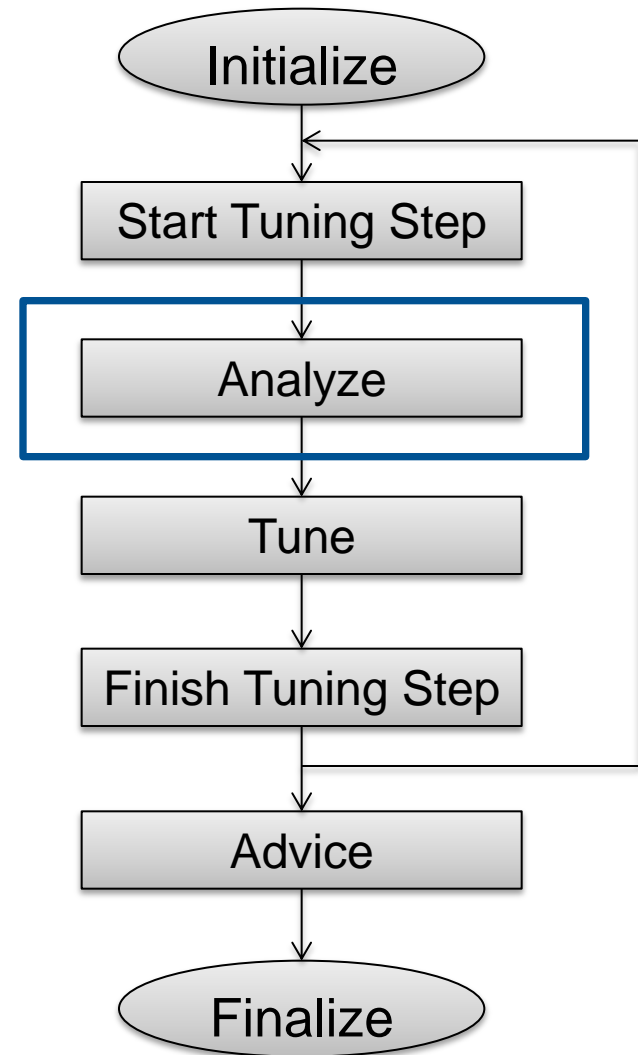 Initialize
Start Tuning Step
Analyze
Tune
Finish Tuning Step
Advice
Finalize